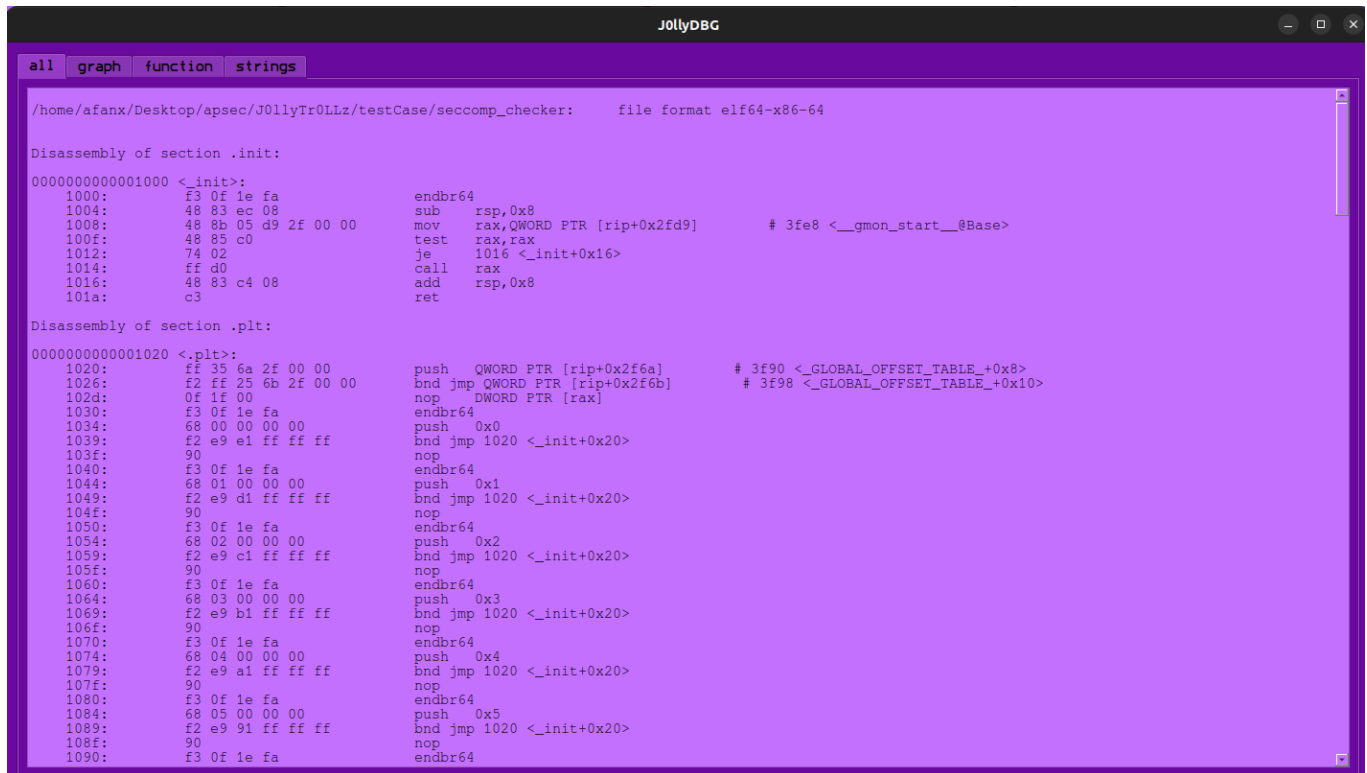 J0llyDBG
all graph function strings
/home/afanx/Desktop/apsec/J0llyTr0LLz/testCase/seccomp_checker:     file format elf64-x86-64
Disassembly of section .init:
0000000000001000 <_init>:
1000: f3 0f 1e fa endbr64
1004: 48 83 ec 08 sub rsp,0x8
1008: 48 8b 05 d9 2f 00 00 mov rax,QWORD PTR [rip+0x2fd9] # 3fe8 <__gmon_start__@Base>
100f: 48 85 c0 test rax,rax
1012: 74 02 je 1016 <_init+0x16>
1014: ff d0 call rax
1016: 48 83 c4 08 add rsp,0x8
101a: c3 ret
Disassembly of section .plt:
0000000000001020 <.plt>:
1020: ff 35 6a 2f 00 00 push QWORD PTR [rip+0x2f6a] # 3f90 <_GLOBAL_OFFSET_TABLE_+0x8>
1026: f2 ff 25 6b 2f 00 00 bnd jmp QWORD PTR [rip+0x2f6b] # 3f98 <_GLOBAL_OFFSET_TABLE_+0x10>
102d: 0f 1f 00 nop DWORD PTR [rax]
1030: f3 0f 1e fa endbr64
1034: 68 00 00 00 00 push 0x0
1039: f2 e9 e1 ff ff ff bnd jmp 1020 <_init+0x20>
103f: 90 nop
1040: f3 0f 1e fa endbr64
1044: 68 01 00 00 00 push 0x1
1049: f2 e9 d1 ff ff ff bnd jmp 1020 <_init+0x20>
104f: 90 nop
1050: f3 0f 1e fa endbr64
1054: 68 02 00 00 00 push 0x2
1059: f2 e9 c1 ff ff ff bnd jmp 1020 <_init+0x20>
105f: 90 nop
1060: f3 0f 1e fa endbr64
1064: 68 03 00 00 00 push 0x3
1069: f2 e9 b1 ff ff ff bnd jmp 1020 <_init+0x20>
106f: 90 nop
1070: f3 0f 1e fa endbr64
1074: 68 04 00 00 00 push 0x4
1079: f2 e9 a1 ff ff ff bnd jmp 1020 <_init+0x20>
107f: 90 nop
1080: f3 0f 1e fa endbr64
1084: 68 05 00 00 00 push 0x5
1089: f2 e9 91 ff ff ff bnd jmp 1020 <_init+0x20>
108f: 90 nop
1090: f3 0f 1e fa endbr64